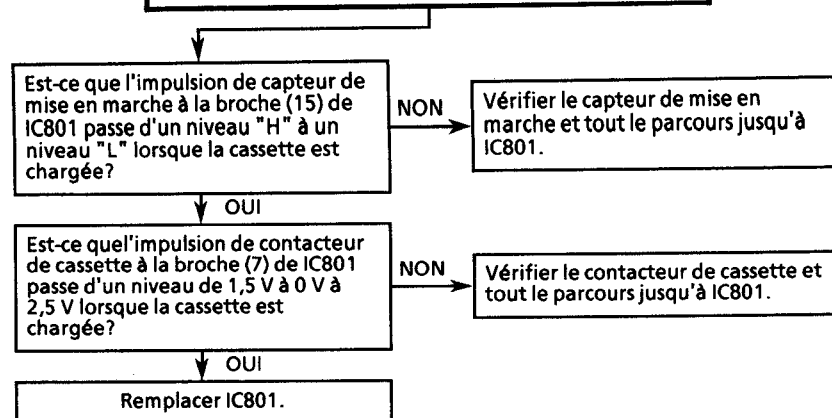 Est-ce que l'impulsion de capteur de
mise en marche à la broche (15) de
IC801 passe d'un niveau "H" à un
niveau "L" lorsque la cassette est
chargée?
NON
Vérifier le capteur de mise en
marche et tout le parcours jusqu'à
IC801.
OUI
Est-ce quel'impulsion de contacteur
de cassette à la broche (7) de IC801
passe d'un niveau de 1,5 V à 0 V à
2,5 V lorsque la cassette est
chargée?
NON
Vérifier le contacteur de cassette et
tout le parcours jusqu'à IC801.
OUI
Remplacer IC801.